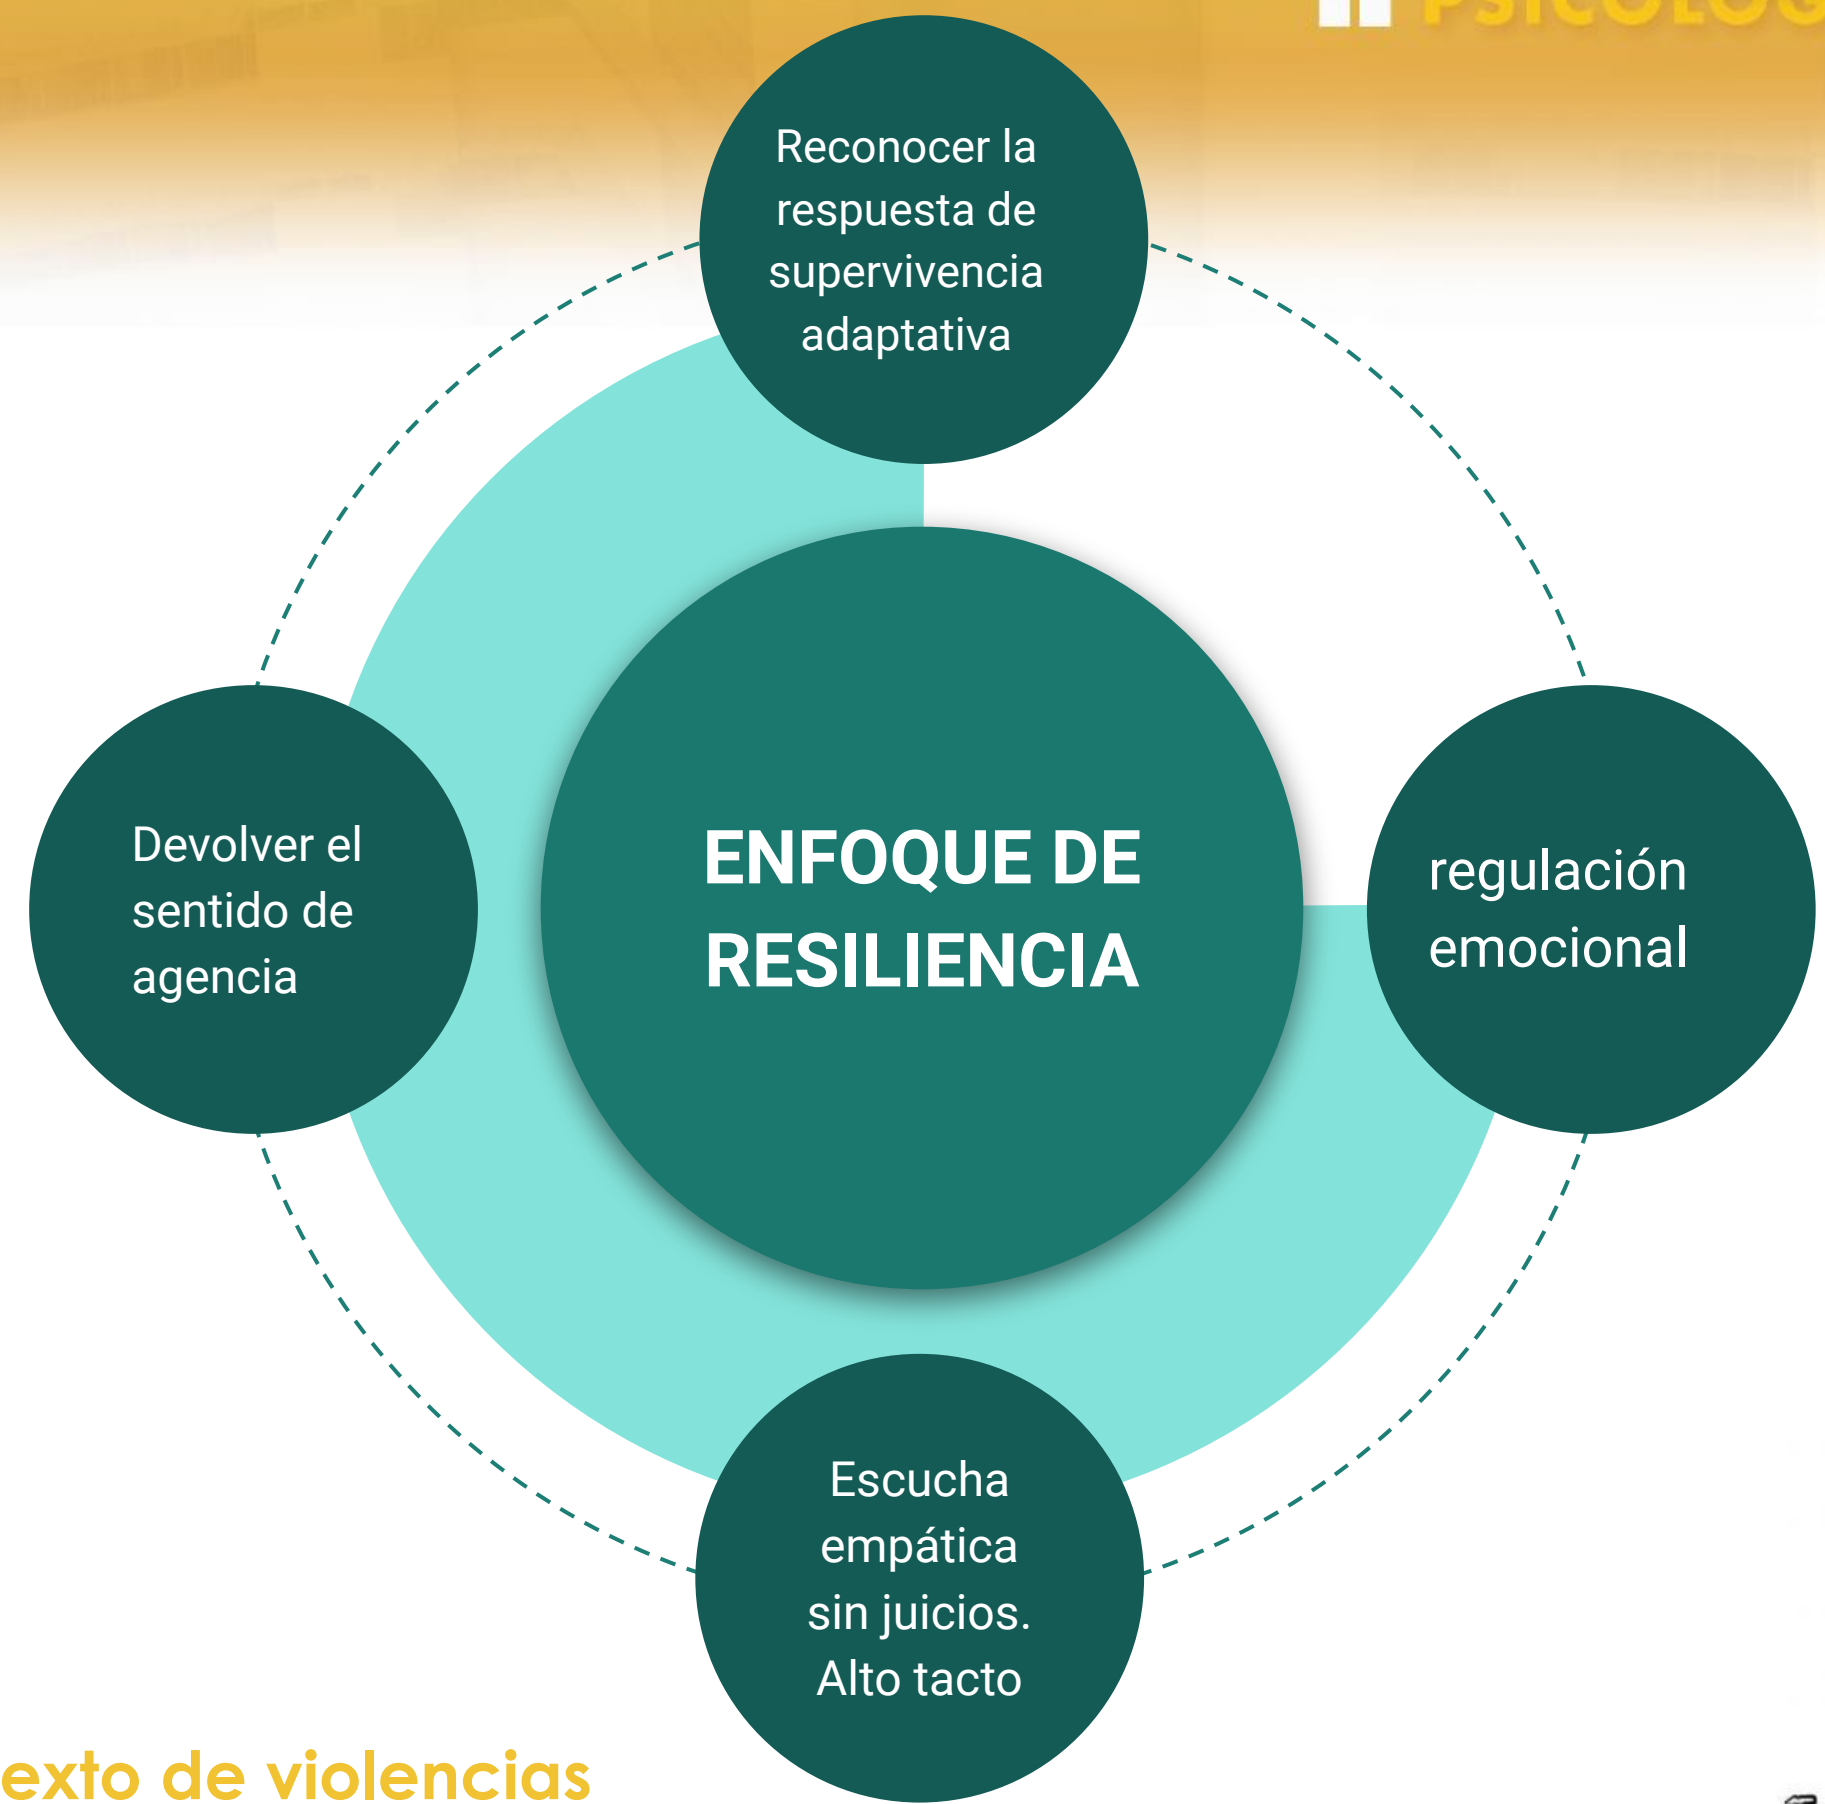 Reconocer la
respuesta de
supervivencia
adaptativa
Devolver el
sentido de
agencia
ENFOQUE DE
RESILIENCIA
regulación
emocional
Escucha
empática
sin juicios.
Alto tacto
exto de violencias